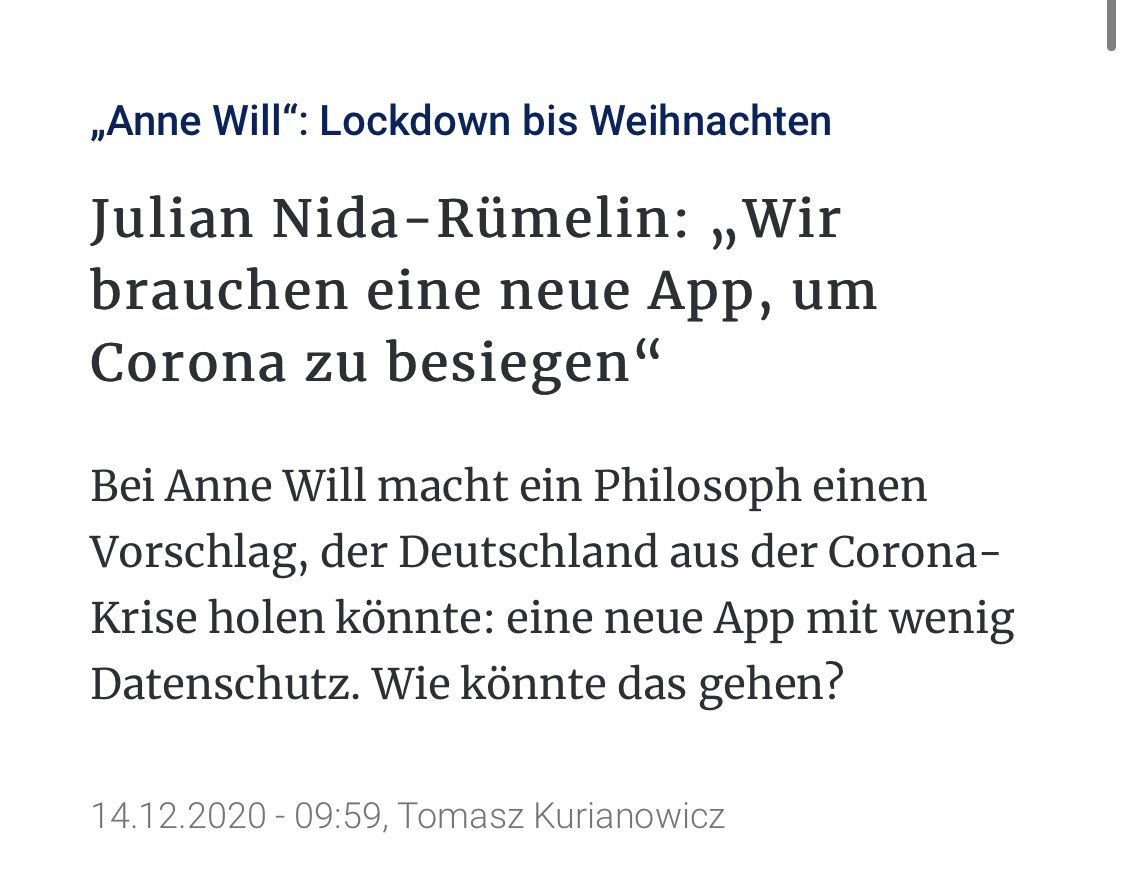 „Anne Will“: Lockdown bis Weihnachten
Julian Nida-Rümelin: „Wir
brauchen eine neue App, um
Corona zu besiegen“
Bei Anne Will macht ein Philosoph einen
Vorschlag, der Deutschland aus der Corona-
Krise holen könnte: eine neue App mit wenig
Datenschutz. Wie könnte das gehen?
14.12.2020 - 09:59, Tomasz Kurianowicz